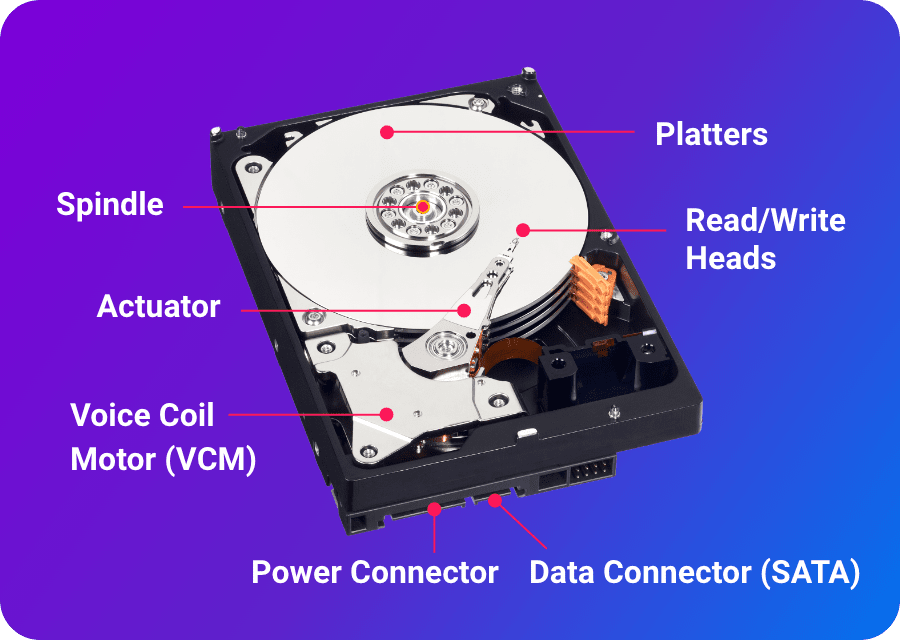 Platters
Spindle
Read/Write
Heads
Actuator
Voice Coil
Motor (VCM)
Power Connector
Data Connector (SATA)